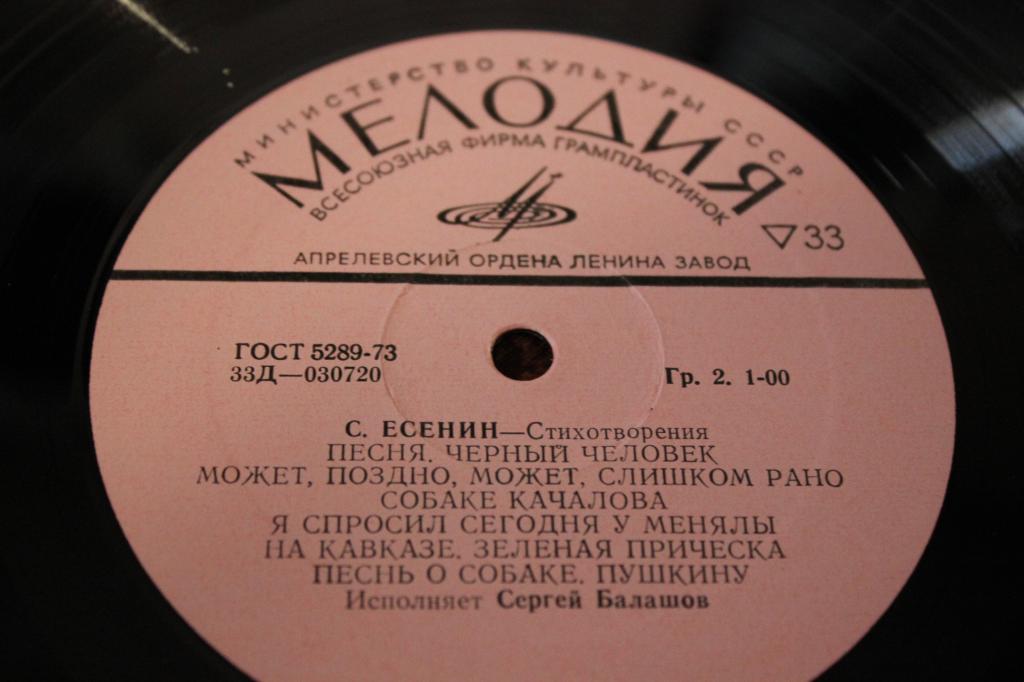 МИНИСТЕРСТВО КУЛЬТУРЫ СССР
МЕЛОДИЯ
ВСЕСОЮЗНАЯ ФИРМА ГРАМПЛАСТИНОК
▽33
АПРЕЛЕВСКИЙ ОРДЕНА ЛЕНИНА ЗАВОД
ГОСТ 5289-73
33Д—030720
Гр. 2. 1-00
С. ЕСЕНИН—Стихотворения
ПЕСНЯ. ЧЕРНЫЙ ЧЕЛОВЕК
МОЖЕТ, ПОЗДНО, МОЖЕТ, СЛИШКОМ РАНО
СОБАКЕ КАЧАЛОВА
Я СПРОСИЛ СЕГОДНЯ У МЕНЯЛЫ
НА КАВКАЗЕ. ЗЕЛЕНАЯ ПРИЧЕСКА
ПЕСНЬ О СОБАКЕ. ПУШКИНУ
Исполняет Сергей Балашов